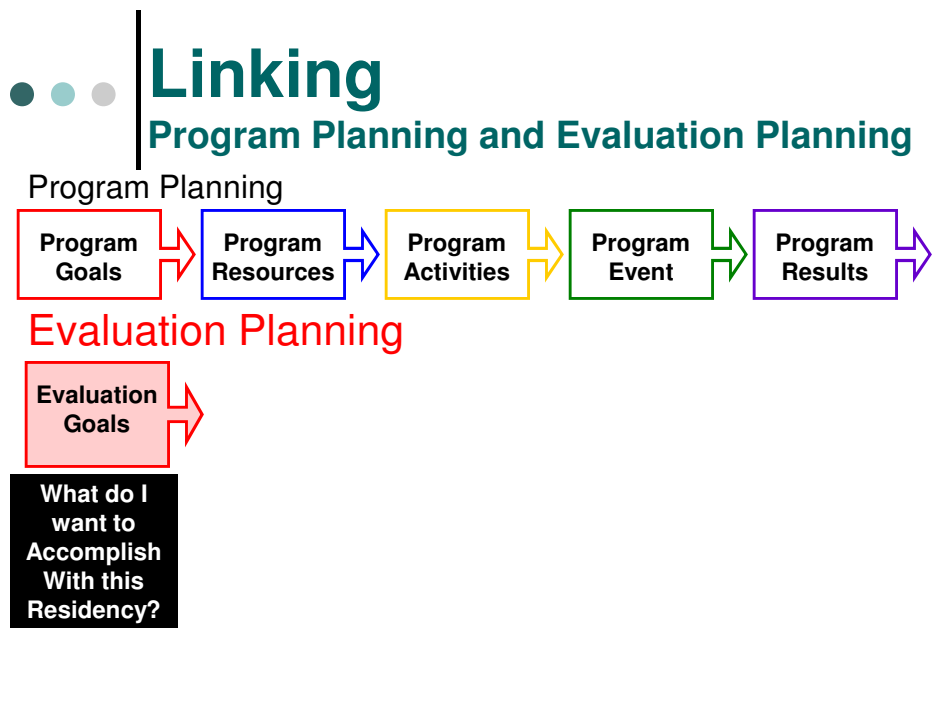 Linking
Program Planning and Evaluation Planning
Program Planning
Program
Goals
Program
Resources
Program
Activities
Program
Event
Program
Results
Evaluation Planning
Evaluation
Goals
What do I
want to
Accomplish
With this
Residency?